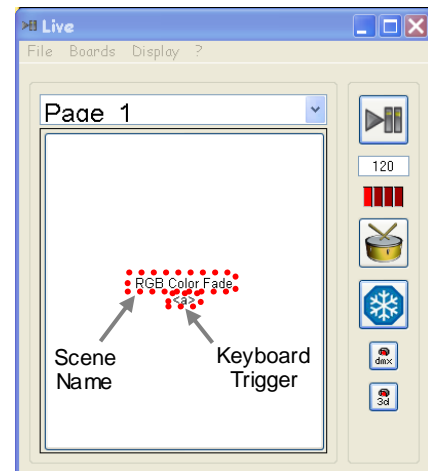 Live
File Boards Display ?
Page 1
120
RGB Color Fade
<a>
Scene
Name
Keyboard
Trigger
dmx
3d